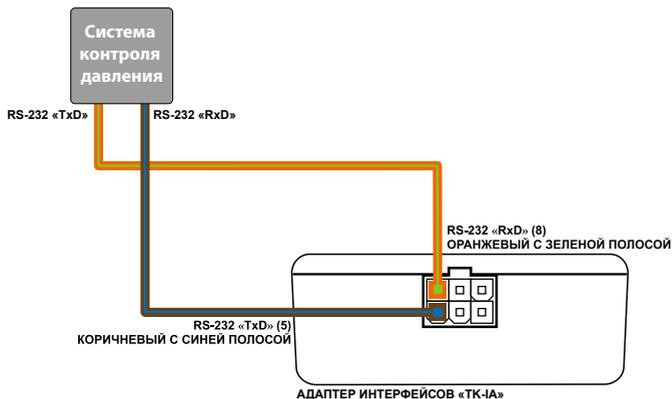 Система
контроля
давления
RS-232 «TxD»
RS-232 «RxD»
RS-232 «RxD» (8)
ОРАНЖЕВЫЙ С ЗЕЛЕНОЙ ПОЛОСОЙ
RS-232 «TxD» (5)
КОРИЧНЕВЫЙ С СИНЕЙ ПОЛОСОЙ
АДАПТЕР ИНТЕРФЕЙСОВ «TK-IA»